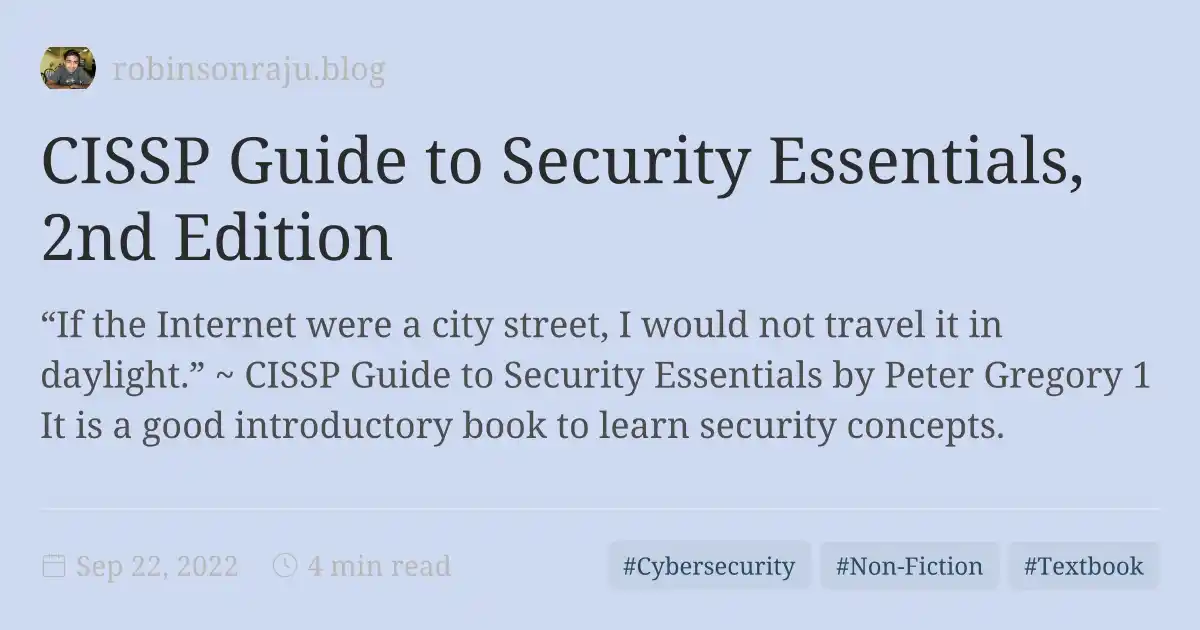 robinsonraju.blog
CISSP Guide to Security Essentials,
2nd Edition
“If the Internet were a city street, I would not travel it in
daylight.” ~ CISSP Guide to Security Essentials by Peter Gregory 1
It is a good introductory book to learn security concepts.
Sep 22, 2022 4 min read #Cybersecurity #Non-Fiction #Textbook